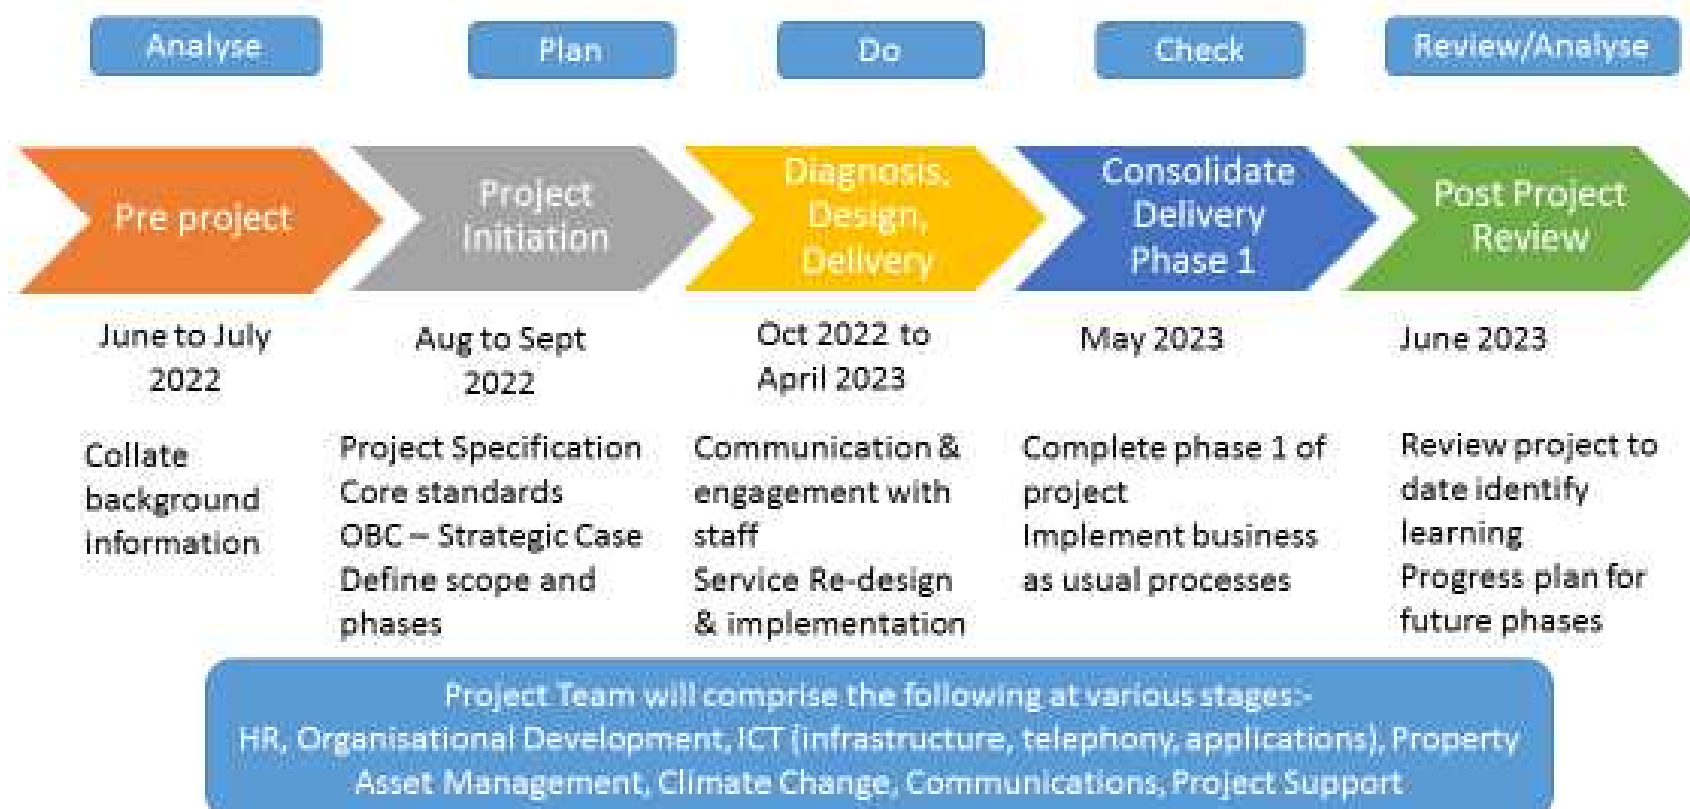 Analyse
Plan
Do
Check
Review/Analyse
Pre project
Project
Initiation
Diagnosis,
Design,
Delivery
Consolidate
Delivery
Phase 1
Post Project
Review
June to July
2022
Aug to Sept
2022
Oct 2022 to
April 2023
May 2023
June 2023
Collate
background
information
Project Specification
Core standards
OBC – Strategic Case
Define scope and
phases
Communication &
engagement with
staff
Service Re-design
& implementation
Complete phase 1 of
project
Implement business
as usual processes
Review project to
date identify
learning
Progress plan for
future phases
Project Team will comprise the following at various stages:-
HR, Organisational Development, ICT (infrastructure, telephony, applications), Property
Asset Management, Climate Change, Communications, Project Support